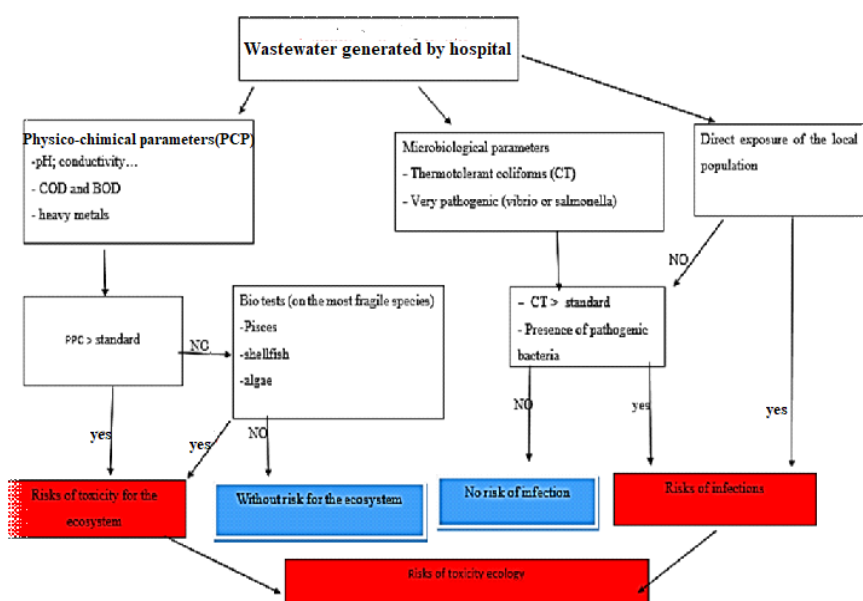 Wastewater generated by hospital
Physico-chemical parameters(PCP)
-pH; conductivity...
- COD and BOD
- heavy metals
Microbiological parameters
- Thermotolerant coliforms (CT)
- Very pathogenic (vibrio or salmonella)
Direct exposure of the local
population
NO
PPC > standard
NO
Bio tests (on the most fragile species)
-Pisces
-shellfish
-algae
- CT > standard
- Presence of pathogenic
bacteria
yes
yes
NO
NO
yes
yes
Risks of toxicity for the
ecosystem
Without risk for the ecosystem
No risk of infection
Risks of infections
Risks of toxicity ecology